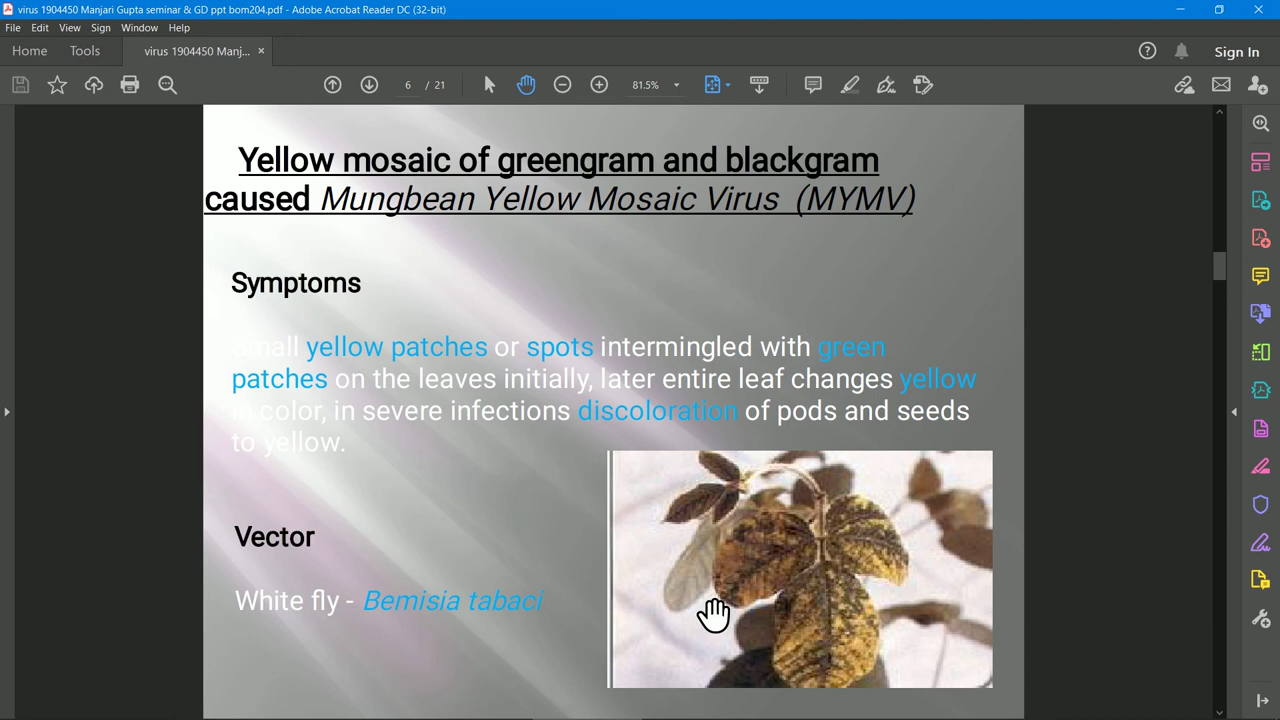 virus 1904450 Manjari Gupta seminar & GD ppt bom204.pdf - Adobe Acrobat Reader DC (32-bit)
File Edit View Sign Window Help
Home Tools virus 1904450 Manj... ×
Sign In
6 / 21 81.5%
Yellow mosaic of greengram and blackgram
caused Mungbean Yellow Mosaic Virus (MYMV)
Symptoms
Small yellow patches or spots intermingled with green
patches on the leaves initially, later entire leaf changes yellow
in color, in severe infections discoloration of pods and seeds
to yellow.
Vector
White fly - Bemisia tabaci